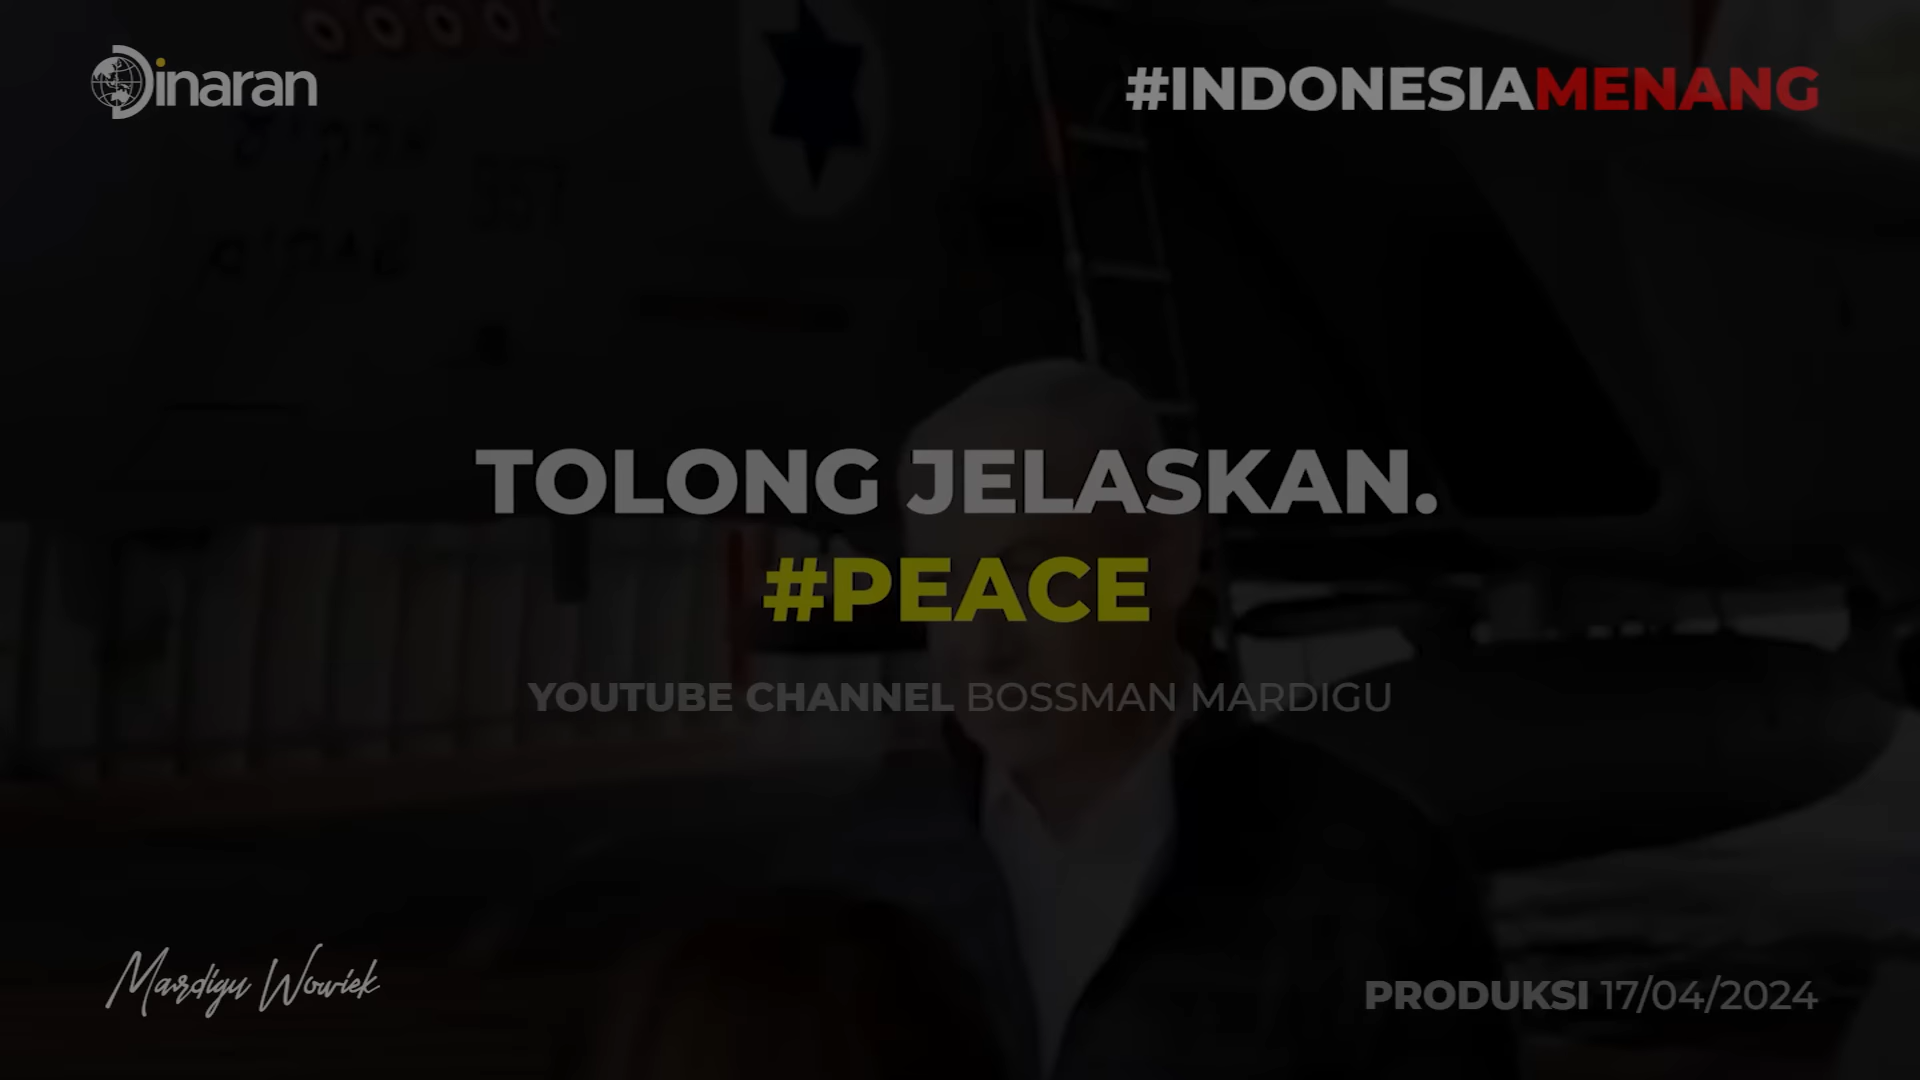 Dinaran
#INDONESIAMENANG
TOLONG JELASKAN.
#PEACE
YOUTUBE CHANNEL BOSSMAN MARDIGU
Mardigu Wowiek
PRODUKSI 17/04/2024